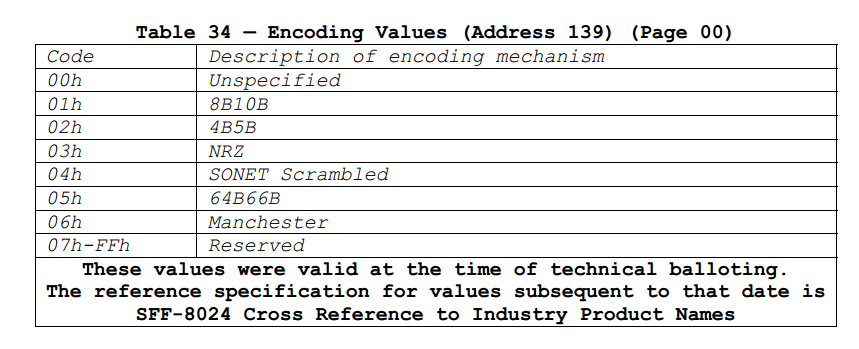 Table 34 — Encoding Values (Address 139) (Page 00)
Code Description of encoding mechanism
00h Unspecified
01h 8B10B
02h 4B5B
03h NRZ
04h SONET Scrambled
05h 64B66B
06h Manchester
07h-FFh Reserved
These values were valid at the time of technical balloting.
The reference specification for values subsequent to that date is
SFF-8024 Cross Reference to Industry Product Names